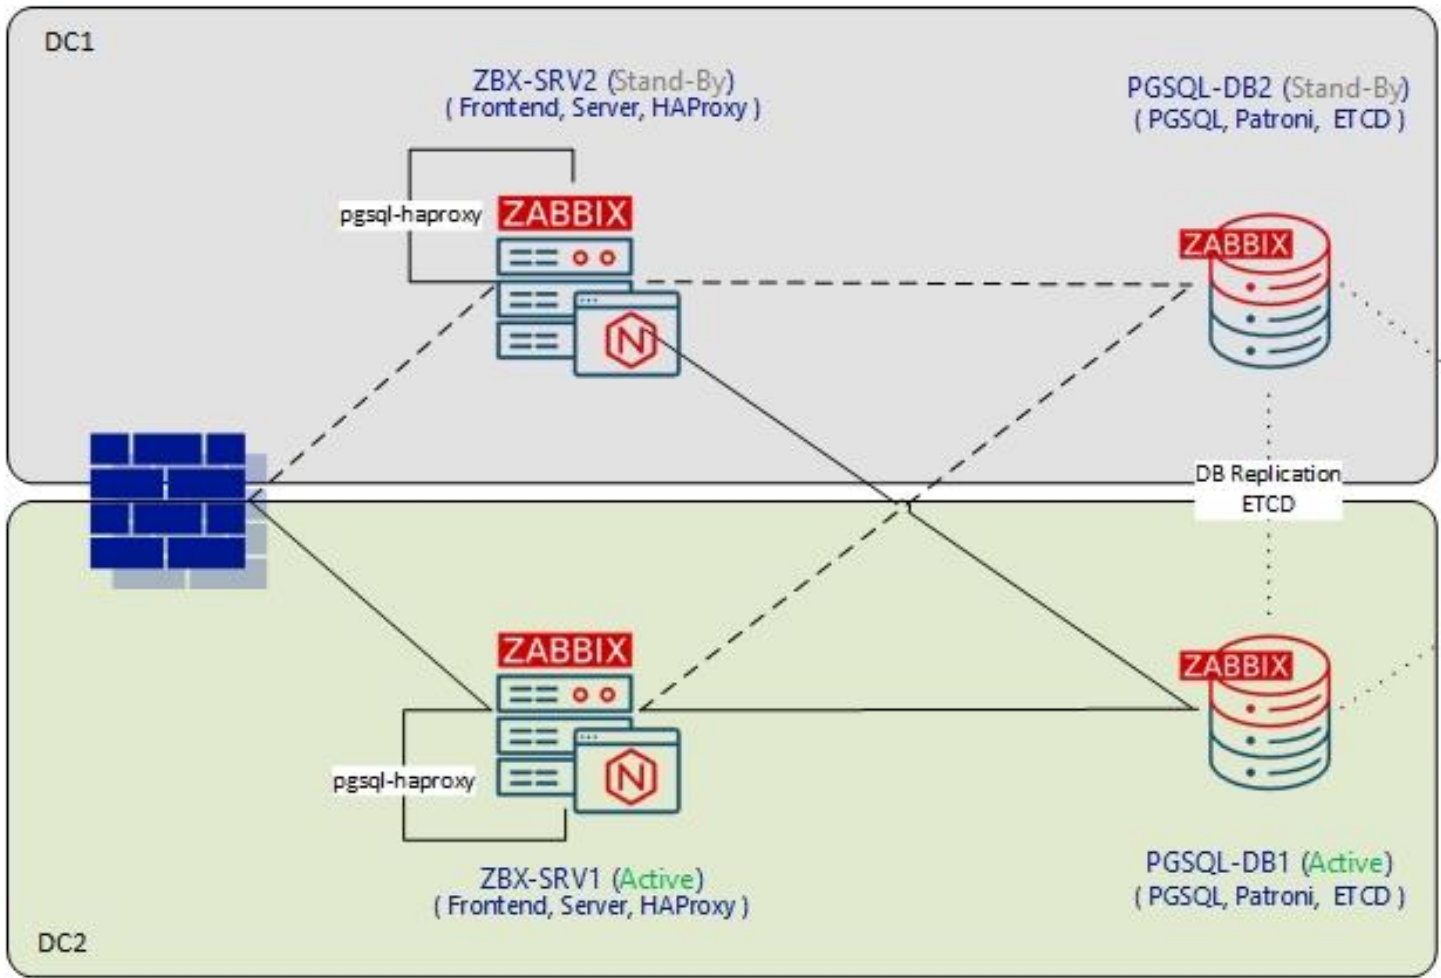 DC1
ZBX-SRV2 (Stand-By)
( Frontend, Server, HAProxy )
PGSQL-DB2 (Stand-By)
( PGSQL, Patroni, ETCD )
pgsql-haproxy
ZABBIX
ZABBIX
N
DB Replication
ETCD
ZABBIX
ZABBIX
N
pgsql-haproxy
ZBX-SRV1 (Active)
( Frontend, Server, HAProxy )
PGSQL-DB1 (Active)
( PGSQL, Patroni, ETCD )
DC2